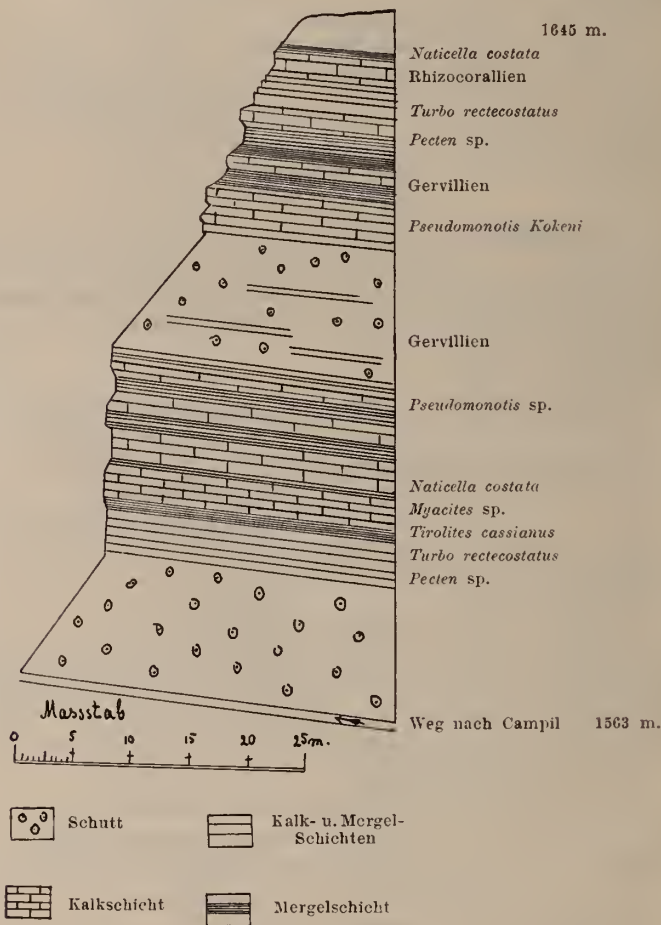 1645 m.
Naticella costata
Rhizocorallien
Turbo rectecostatus
Pecten sp.
Gervillien
Pseudomonotis Kokeni
Gervillien
Pseudomonotis sp.
Naticella costata
Myacites sp.
Tirolites cassianus
Turbo rectecostatus
Pecten sp.
Weg nach Campil 1563 m.
Massstab
0 5 10 15 20 25 m.
Schutt
Kalk- u. Mergel-
Schichten
Kalkschicht
Mergelschicht